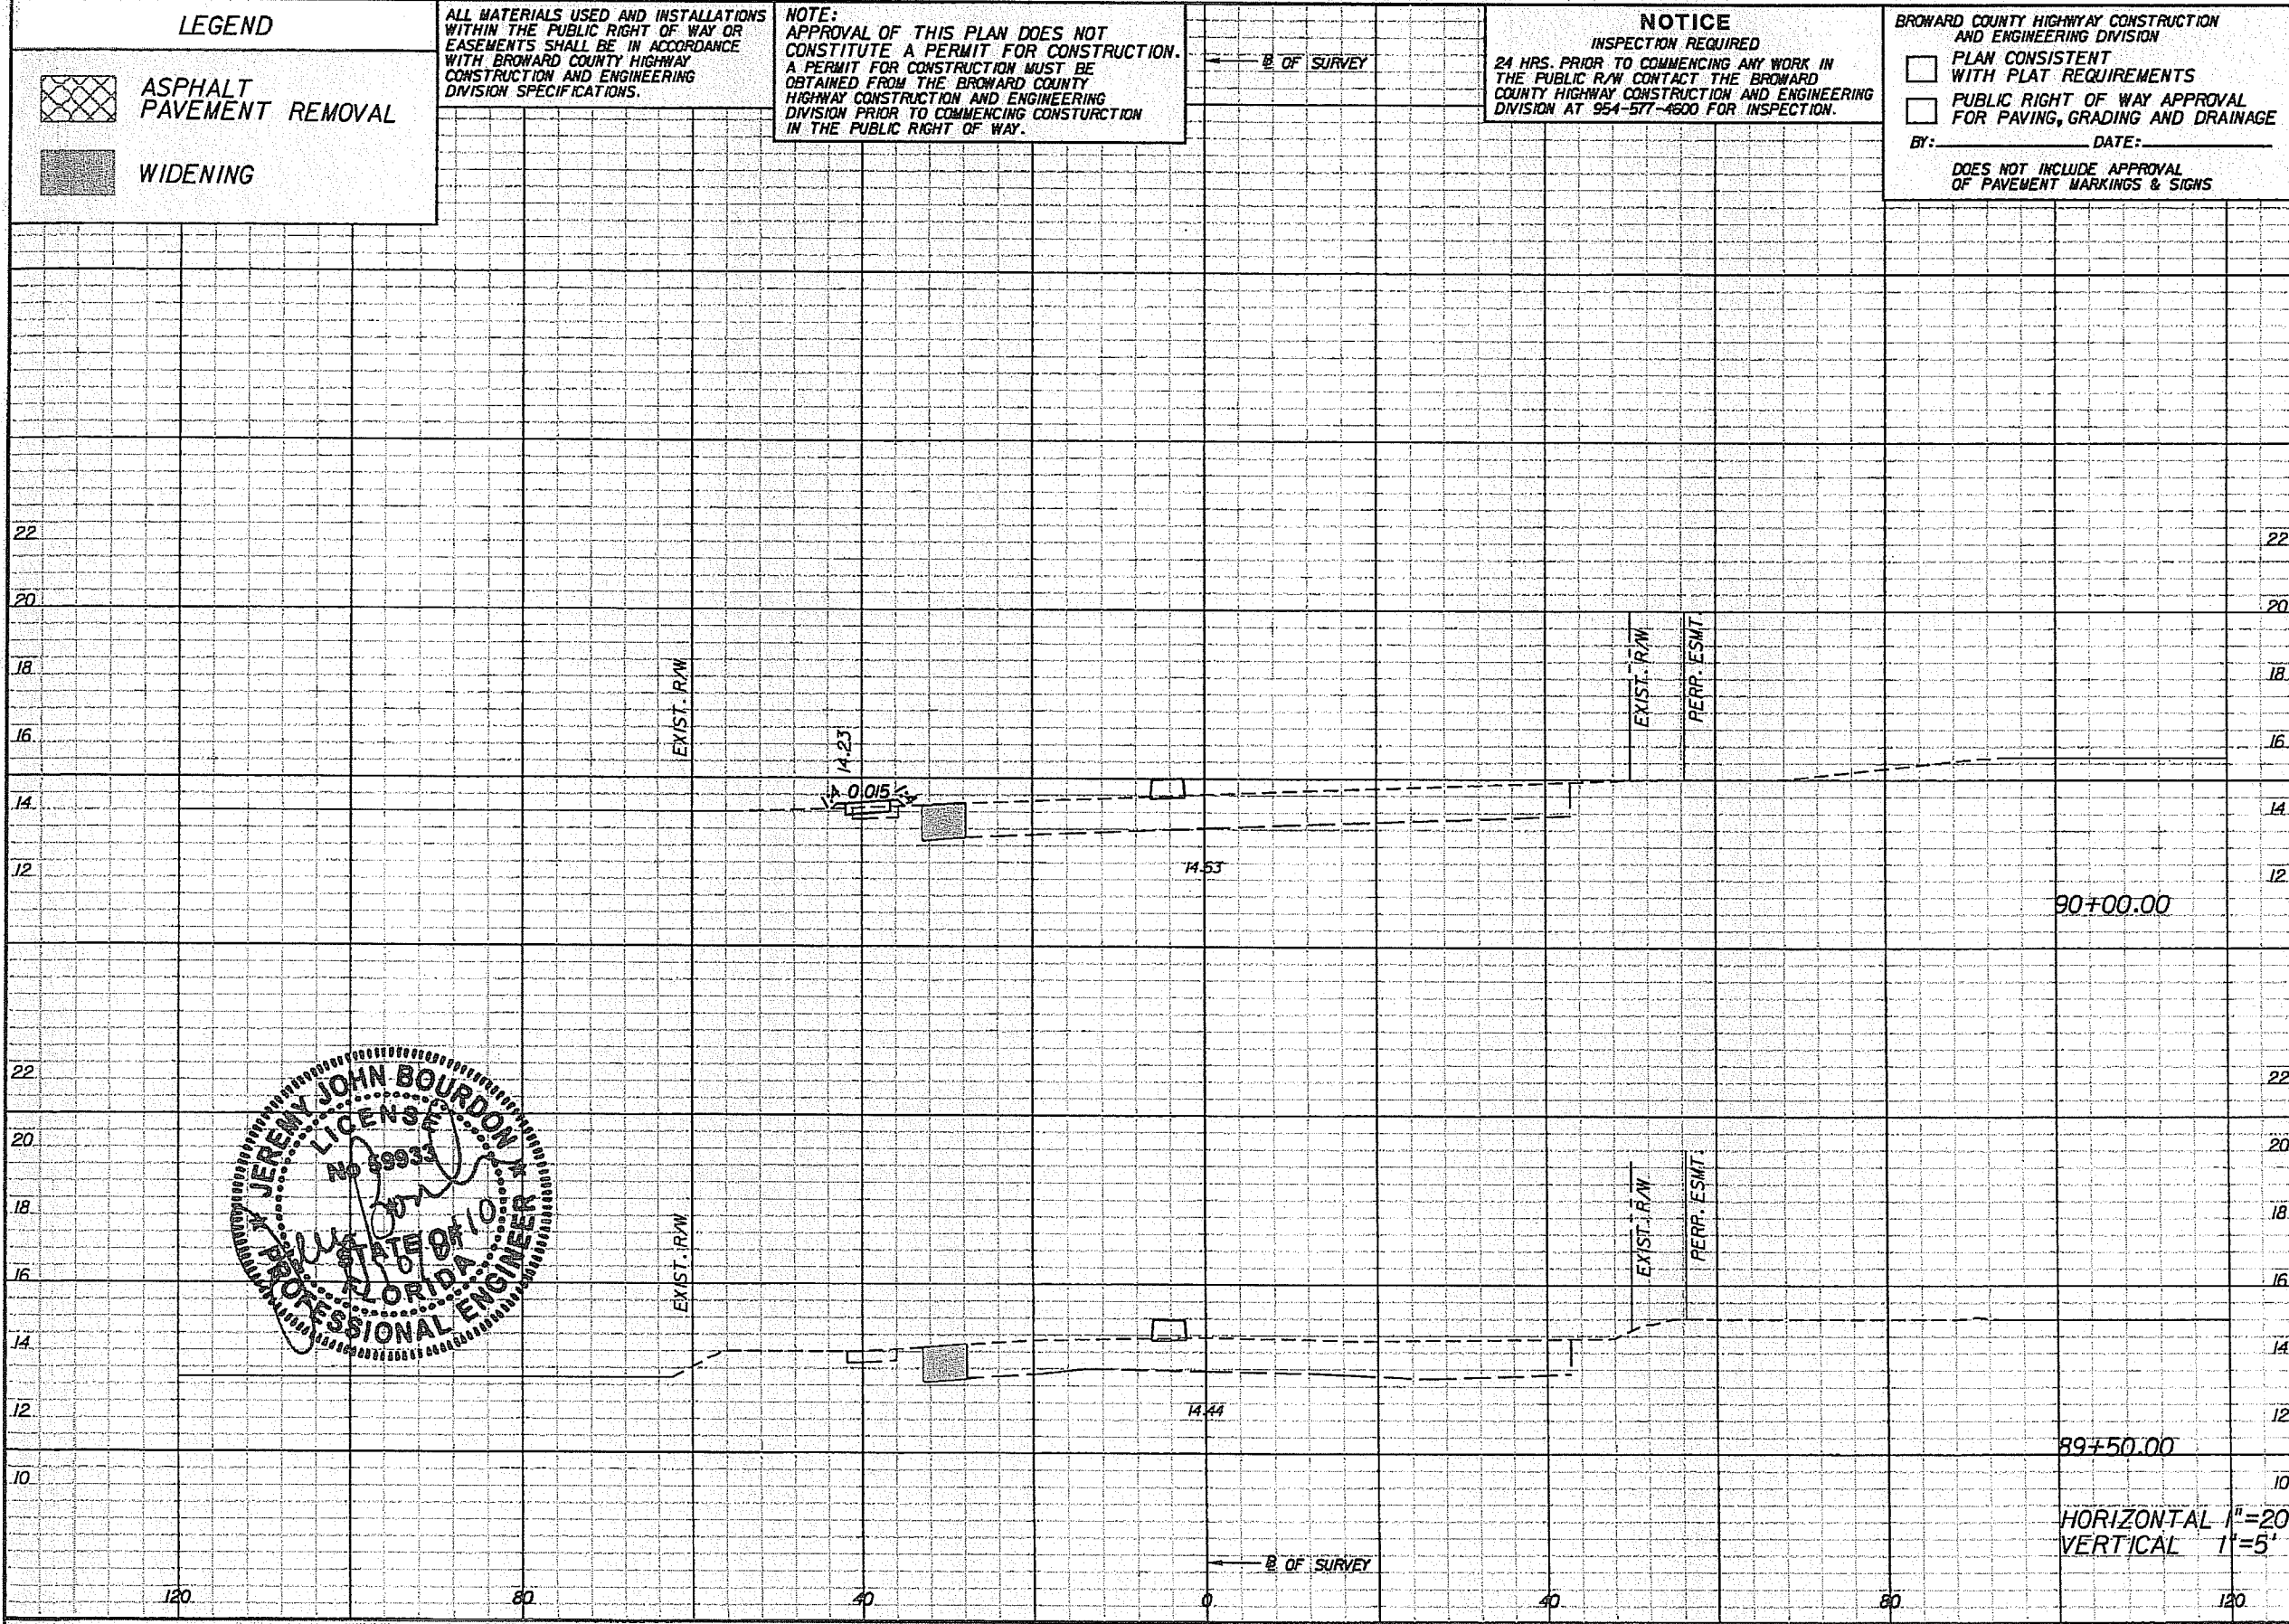 LEGEND
ASPHALT
PAVEMENT REMOVAL
WIDENING
ALL MATERIALS USED AND INSTALLATIONS
WITHIN THE PUBLIC RIGHT OF WAY OR
EASEMENTS SHALL BE IN ACCORDANCE
WITH BROWARD COUNTY HIGHWAY
CONSTRUCTION AND ENGINEERING
DIVISION SPECIFICATIONS.
NOTE:
APPROVAL OF THIS PLAN DOES NOT
CONSTITUTE A PERMIT FOR CONSTRUCTION.
A PERMIT FOR CONSTRUCTION MUST BE
OBTAINED FROM THE BROWARD COUNTY
HIGHWAY CONSTRUCTION AND ENGINEERING
DIVISION PRIOR TO COMMENCING CONSTURCTION
IN THE PUBLIC RIGHT OF WAY.
B OF SURVEY
NOTICE
INSPECTION REQUIRED
24 HRS. PRIOR TO COMMENCING ANY WORK IN
THE PUBLIC R/W CONTACT THE BROWARD
COUNTY HIGHWAY CONSTRUCTION AND ENGINEERING
DIVISION AT 954-577-4600 FOR INSPECTION.
BROWARD COUNTY HIGHWAY CONSTRUCTION
AND ENGINEERING DIVISION
PLAN CONSISTENT
WITH PLAT REQUIREMENTS
PUBLIC RIGHT OF WAY APPROVAL
FOR PAVING, GRADING AND DRAINAGE
BY: DATE:
DOES NOT INCLUDE APPROVAL
OF PAVEMENT MARKINGS & SIGNS
22 22
20 20
18 18
16 16
14 14
12 12
EXIST. R/W
14.23
1:4 0.015 1:4
EXIST. R/W
PERP. ESMT.
14.53
90+00.00
22 22
20 20
18 18
16 16
14 14
12 12
10 10
JEREMY JOHN BOURDON
LICENSE
No 59933
STATE OF
FLORIDA
PROFESSIONAL ENGINEER
EXIST. R/W
EXIST. R/W
PERP. ESMT.
14.44
89+50.00
HORIZONTAL 1"=20
VERTICAL 1"=5'
B OF SURVEY
120 80 40 0 40 80 120